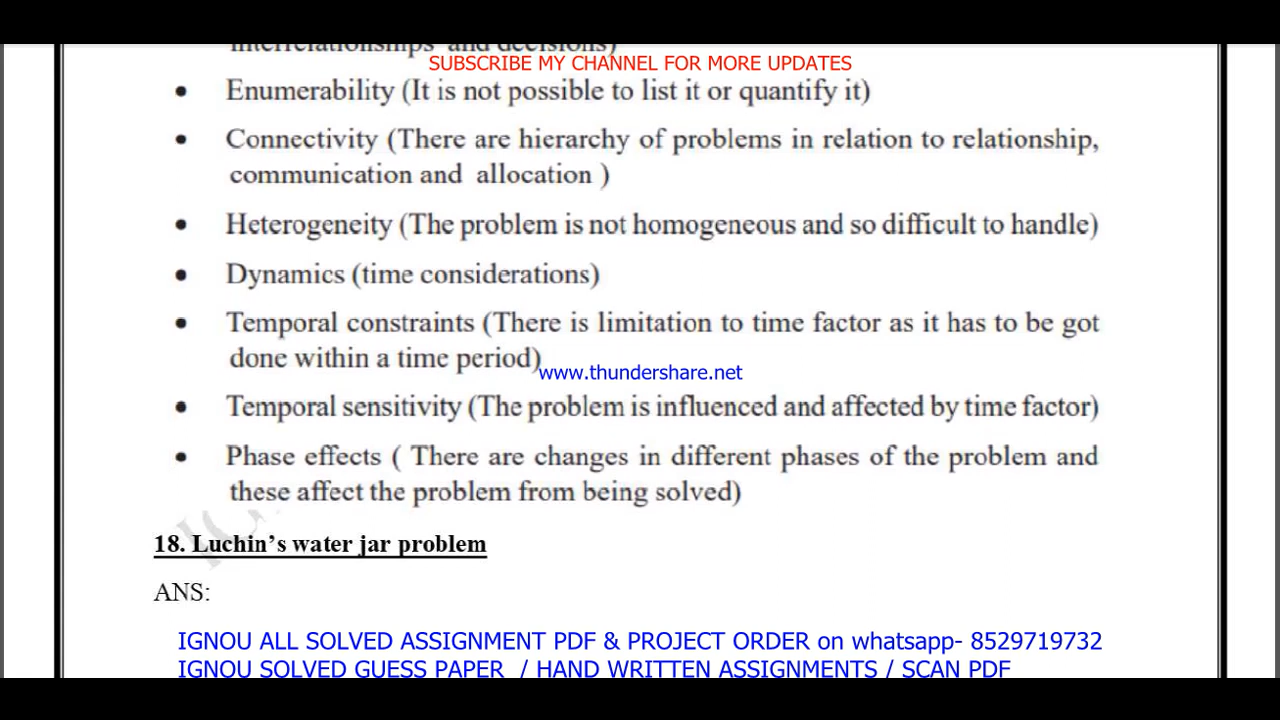 interrelationships and decisions)
SUBSCRIBE MY CHANNEL FOR MORE UPDATES
• Enumerability (It is not possible to list it or quantify it)
• Connectivity (There are hierarchy of problems in relation to relationship,
communication and allocation )
• Heterogeneity (The problem is not homogeneous and so difficult to handle)
• Dynamics (time considerations)
• Temporal constraints (There is limitation to time factor as it has to be got
done within a time period)
www.thundershare.net
• Temporal sensitivity (The problem is influenced and affected by time factor)
• Phase effects ( There are changes in different phases of the problem and
these affect the problem from being solved)
18. Luchin's water jar problem
ANS:
IGNOU ALL SOLVED ASSIGNMENT PDF & PROJECT ORDER on whatsapp- 8529719732
IGNOU SOLVED GUESS PAPER / HAND WRITTEN ASSIGNMENTS / SCAN PDF